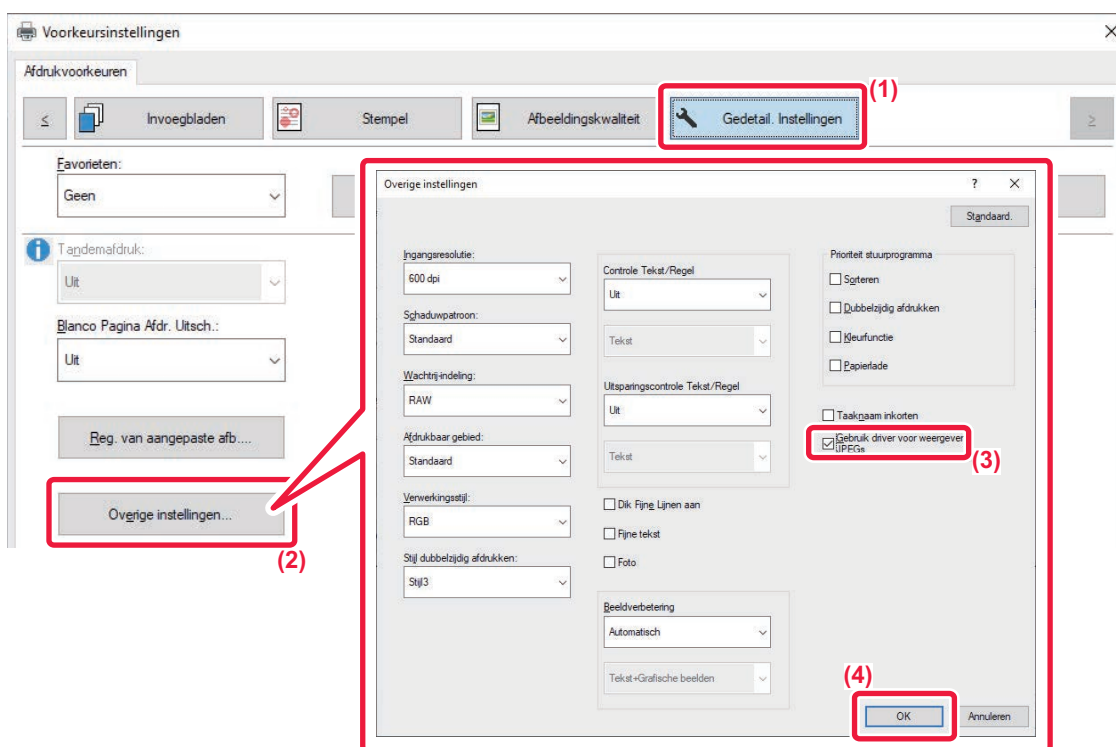 Voorkeursinstellingen
Afdrukvoorkeuren
(1)
< Invoegbladen Stempel Afbeeldingskwaliteit Gedetail. Instellingen >
Favorieten:
Geen
Tandemafdruk:
Uit
Blanco Pagina Afdr. Uitsch.:
Uit
Reg. van aangepaste afb....
Overige instellingen...
(2)
Overige instellingen ?
Standaard.
Ingangsresolutie:
600 dpi
Schaduwpatroon:
Standaard
Wachtrij-indeling:
RAW
Afdrukbaar gebied:
Standaard
Verwerkingsstijl:
RGB
Stijl dubbelzijdig afdrukken:
Stijl3
Controle Tekst/Regel
Uit
Tekst
Uitsparingscontrole Tekst/Regel
Uit
Tekst
Dik Fijne Lijnen aan
Fijne tekst
Foto
Beeldverbetering
Automatisch
Tekst+Grafische beelden
Prioriteit stuurprogramma
Sorteren
Dubbelzijdig afdrukken
Kleurfunctie
Papierlade
Taaknaam inkorten
Gebruik driver voor weergever
JPEGs
(3)
(4)
OK Annuleren